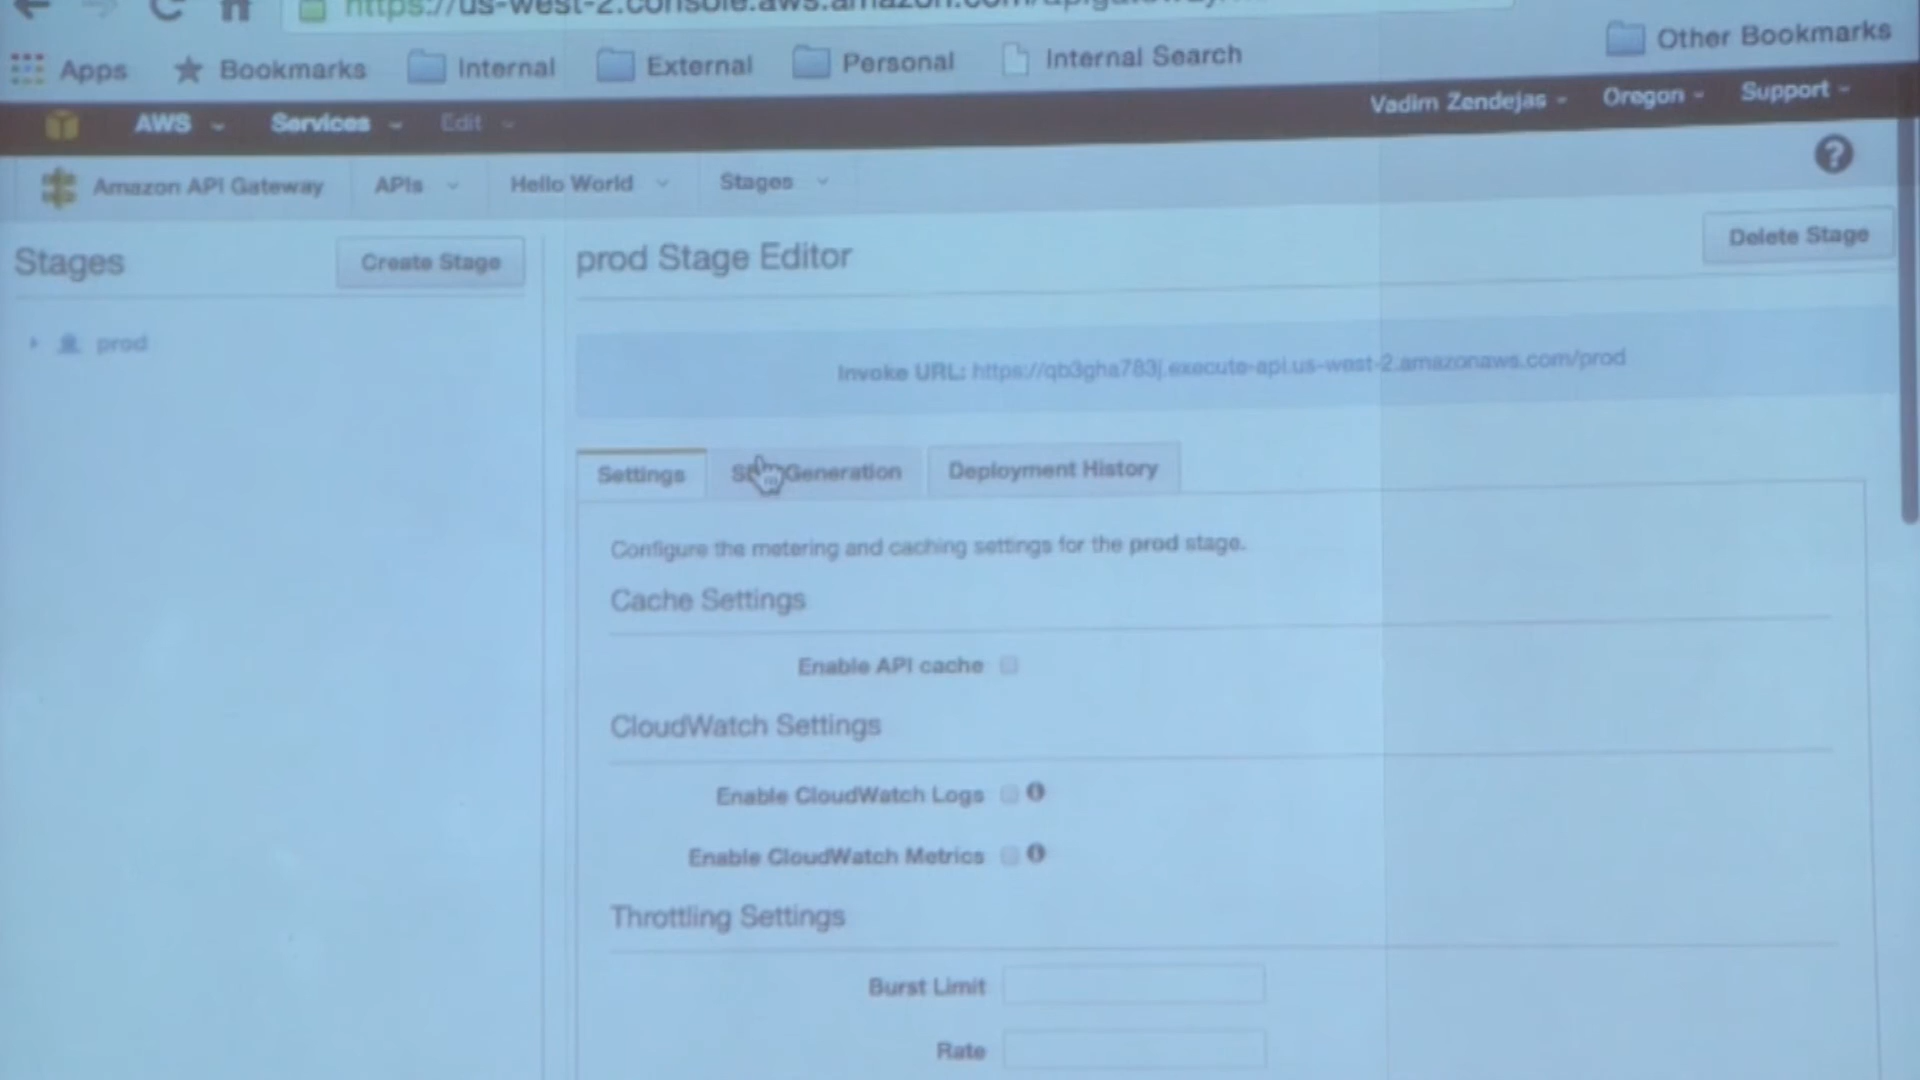 https://us-west-2.console.aws.amazon.com/apigateway/
Apps Bookmarks Internal External Personal Internal Search Other Bookmarks
AWS Services Edit Vadim Zendejas Oregon Support
Amazon API Gateway APIs Hello World Stages
Stages Create Stage prod Stage Editor Delete Stage
prod
Invoke URL: https://qb3gha783j.execute-api.us-west-2.amazonaws.com/prod
Settings Generation Deployment History
Configure the metering and caching settings for the prod stage.
Cache Settings
Enable API cache
CloudWatch Settings
Enable CloudWatch Logs
Enable CloudWatch Metrics
Throttling Settings
Burst Limit
Rate